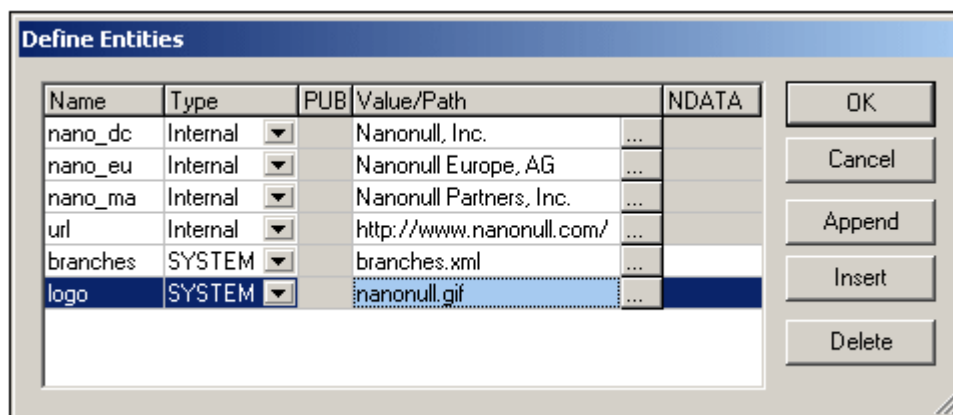 Define Entities
Name Type PUB Value/Path NDATA
nano_dc Internal Nanonull, Inc. ...
nano_eu Internal Nanonull Europe, AG ...
nano_ma Internal Nanonull Partners, Inc. ...
url Internal http://www.nanonull.com/ ...
branches SYSTEM branches.xml ...
logo SYSTEM nanonull.gif ...
OK
Cancel
Append
Insert
Delete